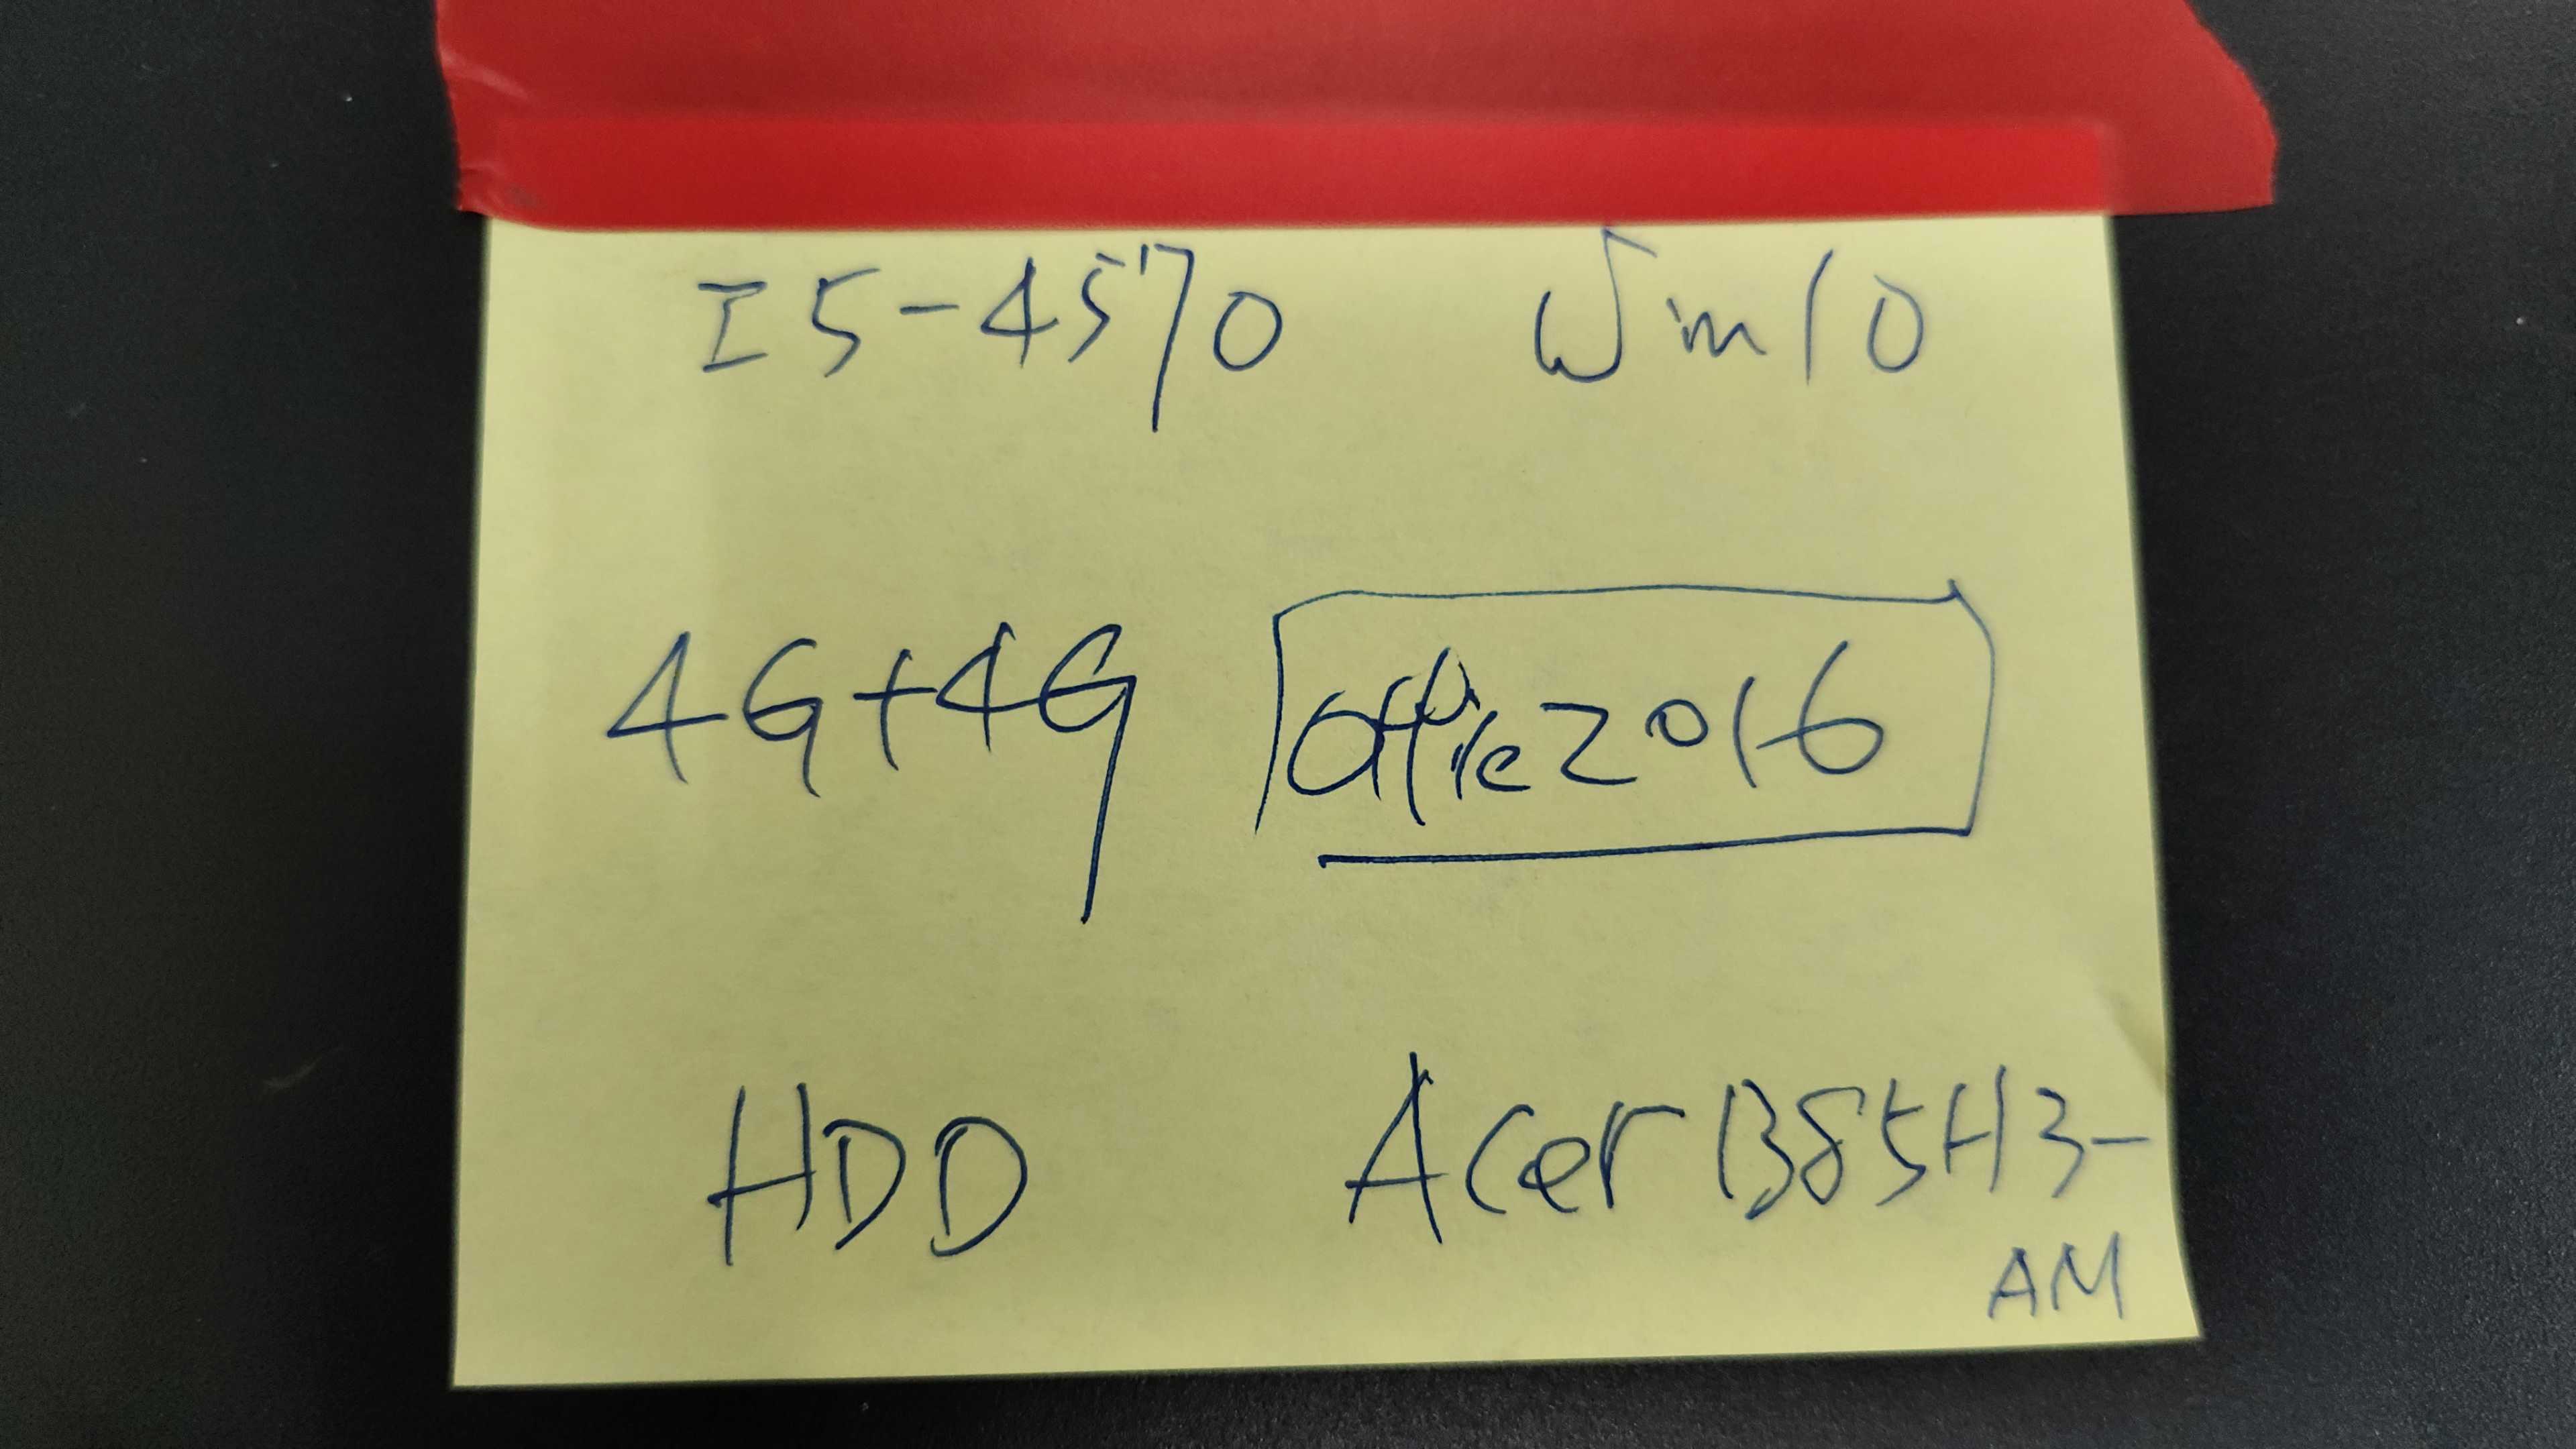 I5-4570 Win10
4G+4G office2016
HDD Acer B85H3-
AM